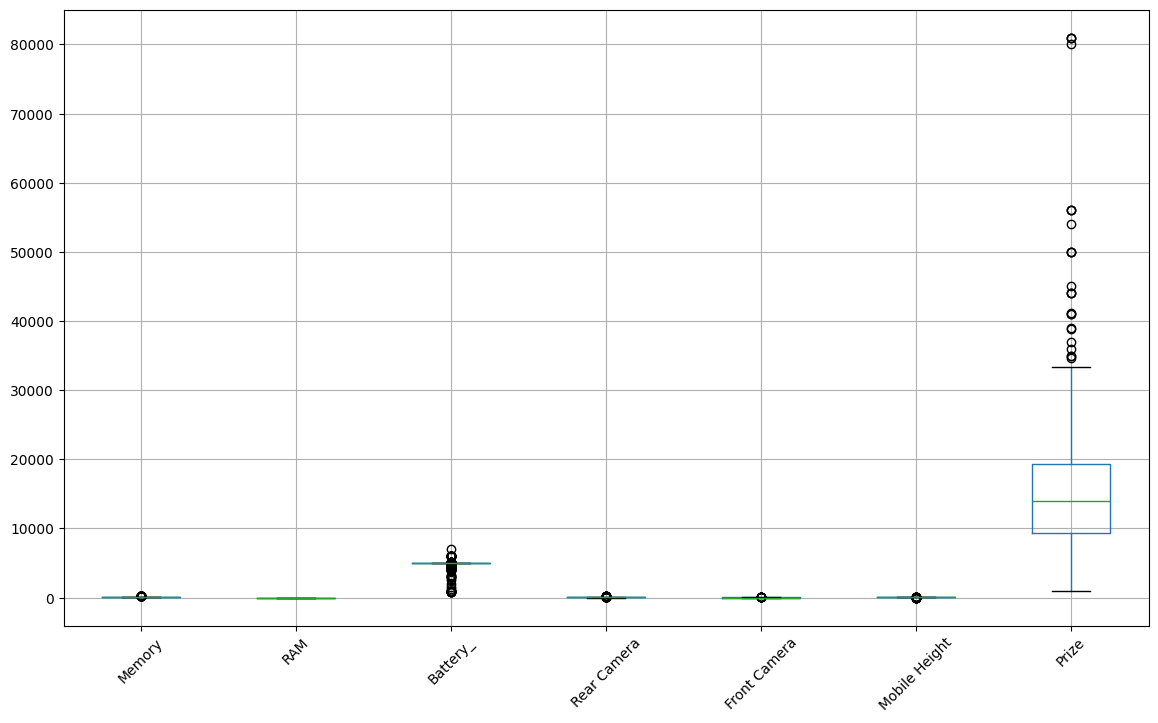 80000
70000
60000
50000
40000
30000
20000
10000
0
Memory
RAM
Battery_
Rear Camera
Front Camera
Mobile Height
Prize